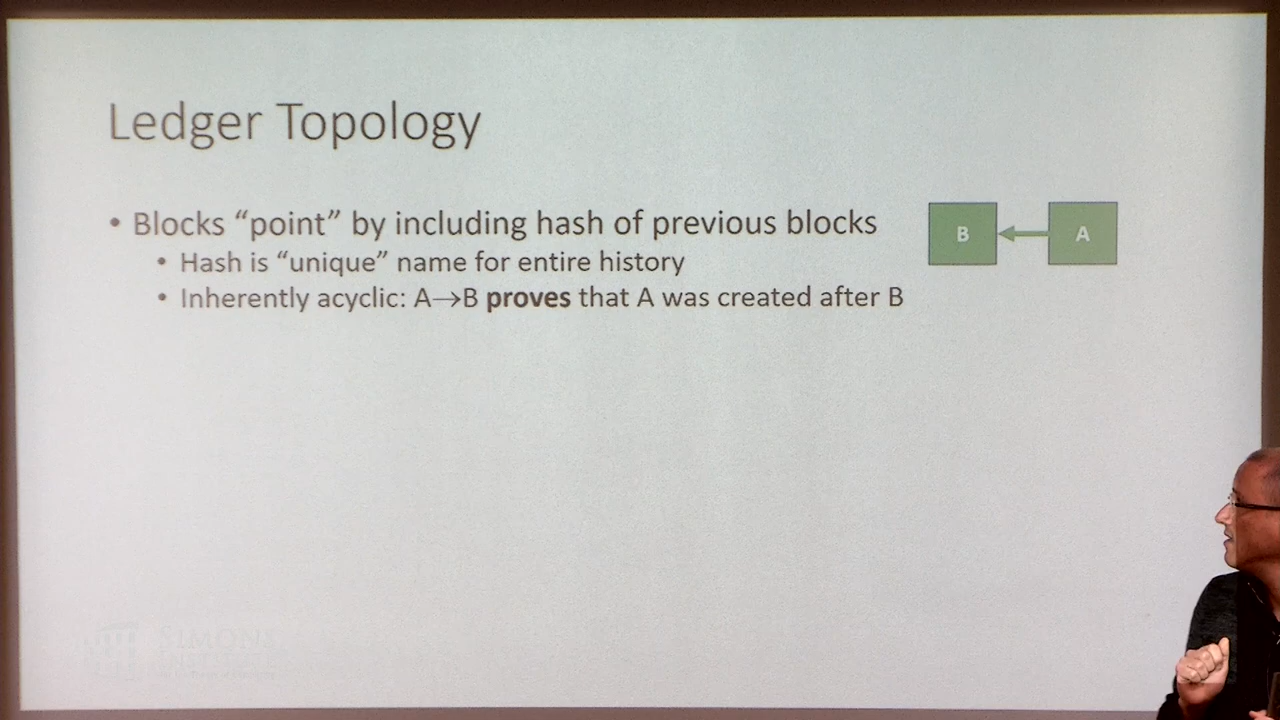 Ledger Topology
• Blocks “point” by including hash of previous blocks
• Hash is “unique” name for entire history
• Inherently acyclic: A→B proves that A was created after B
B
A
SIMONS